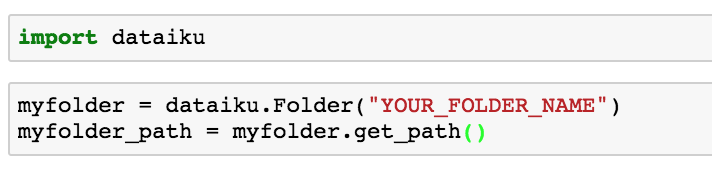 import dataiku
myfolder = dataiku.Folder("YOUR_FOLDER_NAME")
myfolder_path = myfolder.get_path()